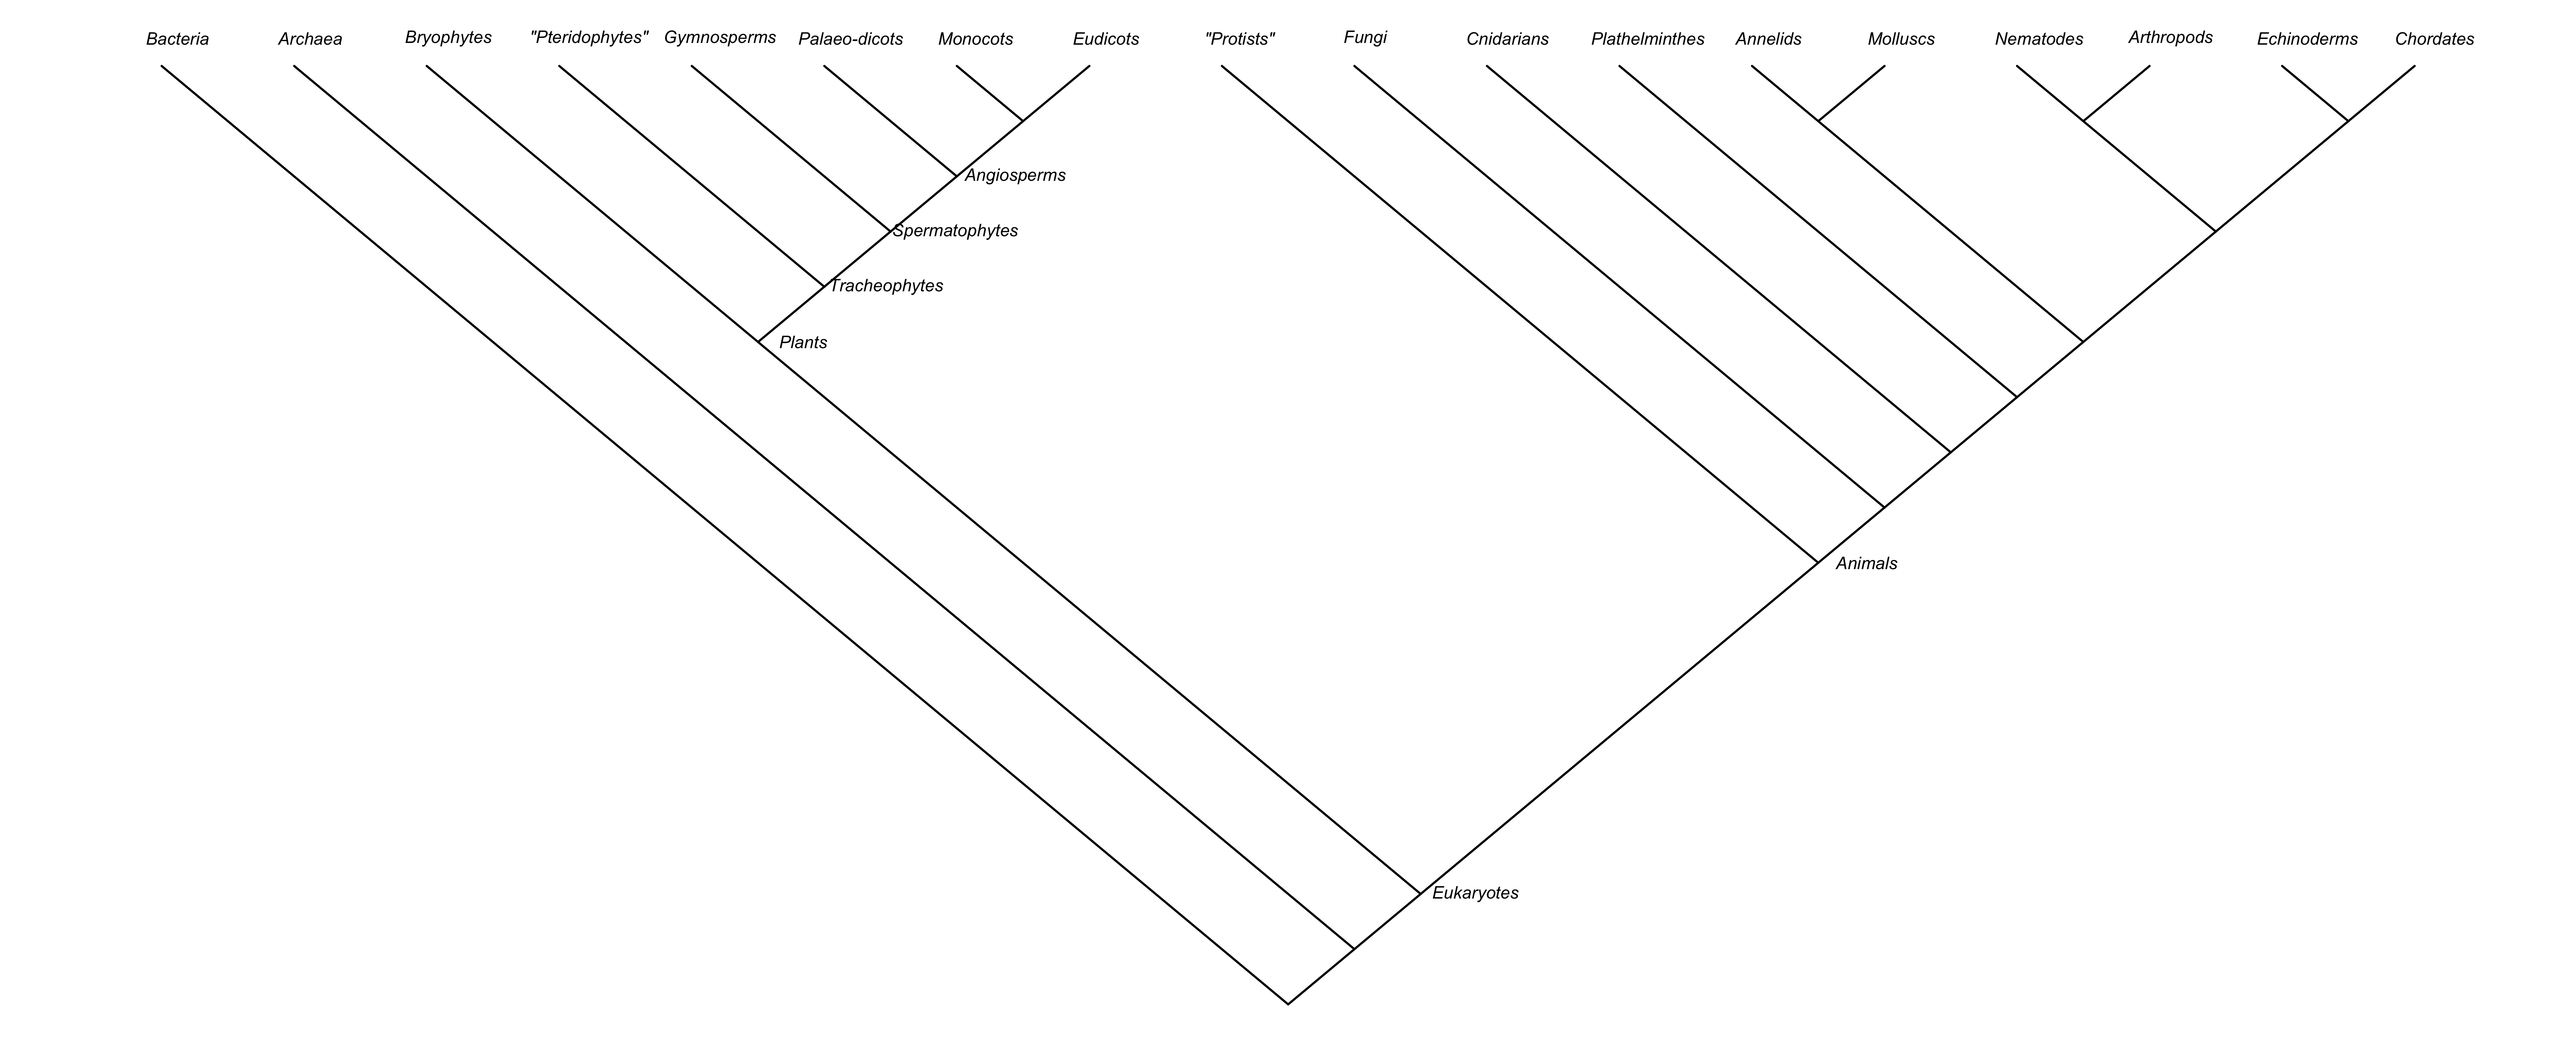 Bacteria
Archaea
Bryophytes
"Pteridophytes"
Gymnosperms
Palaeo-dicots
Monocots
Eudicots
"Protists"
Fungi
Cnidarians
Plathelminthes
Annelids
Molluscs
Nematodes
Arthropods
Echinoderms
Chordates
Angiosperms
Spermatophytes
Tracheophytes
Plants
Animals
Eukaryotes